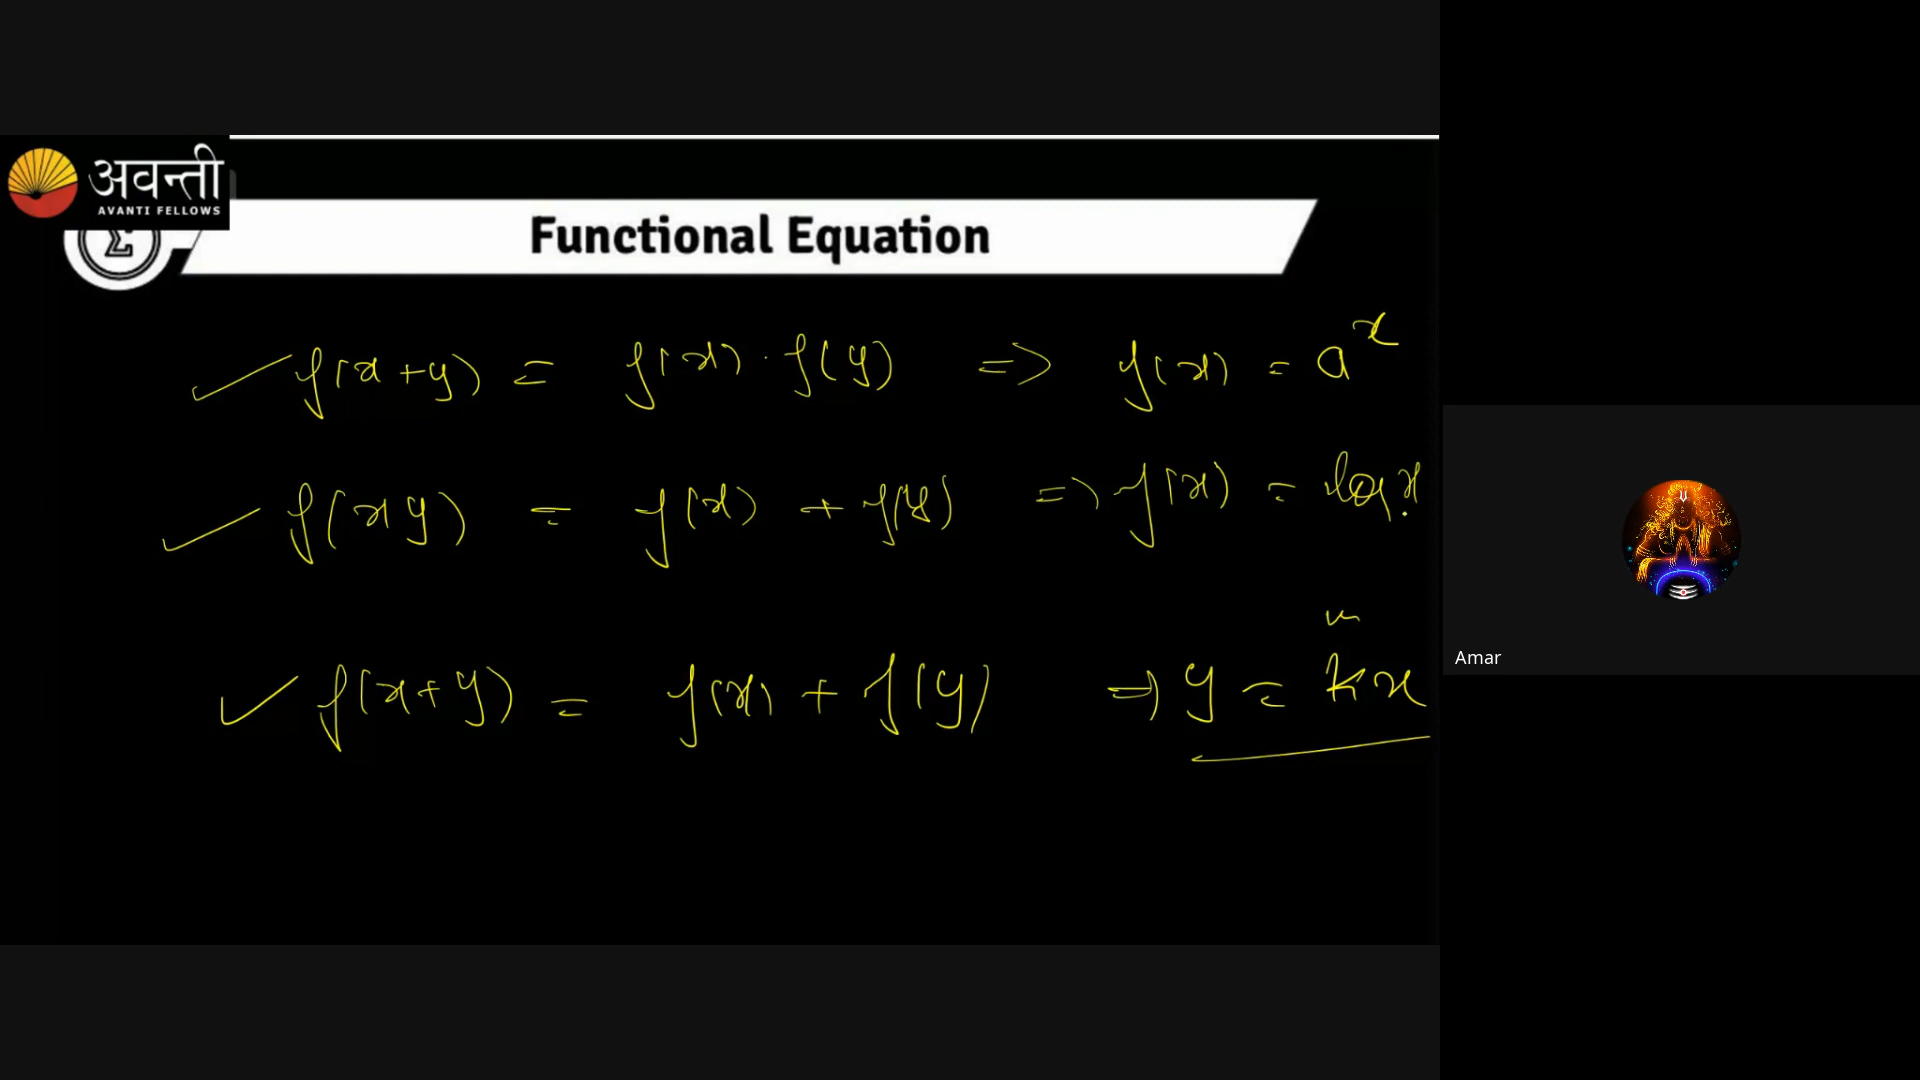 अवन्ती
AVANTI FELLOWS
Functional Equation
f(x+y) = f(x) · f(y) => f(x) = a^x
f(xy) = f(x) + f(y) => f(x) = log x
f(x+y) = f(x) + f(y) => y = kx
Amar